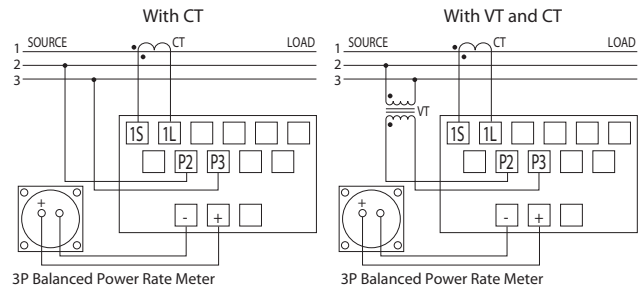 With CT
1 SOURCE CT LOAD
2
3
1S 1L
P2 P3
+ - +
3P Balanced Power Rate Meter
With VT and CT
1 SOURCE CT LOAD
2
3
VT
1S 1L
P2 P3
+ - +
3P Balanced Power Rate Meter